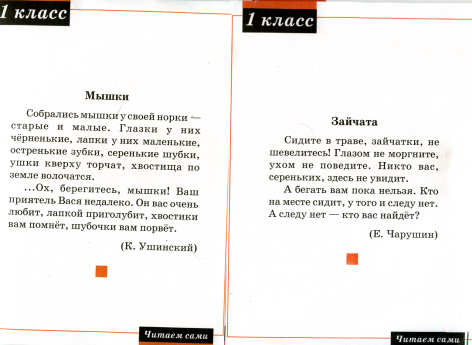 1 класс
Мышки
Собрались мышки у своей норки —
старые и малые. Глазки у них
чёрненькие, лапки у них маленькие,
остренькие зубки, серенькие шубки,
ушки кверху торчат, хвостища по
земле волочатся.
...Ох, берегитесь, мышки! Ваш
приятель Вася недалеко. Он вас очень
любит, лапкой приголубит, хвостики
вам помнёт, шубочки вам порвёт.
(К. Ушинский)
Читаем сами
1 класс
Зайчата
Сидите в траве, зайчатки, не
шевелитесь! Глазом не моргните,
ухом не поведите. Никто вас,
сереньких, здесь не увидит.
А бегать вам пока нельзя. Кто
на месте сидит, у того и следу нет.
А следу нет — кто вас найдёт?
(Е. Чарушин)
Читаем сами